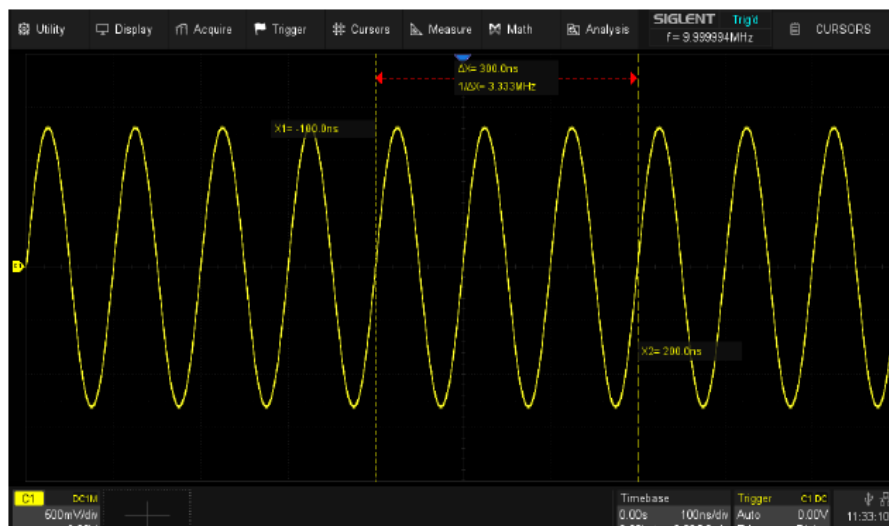 Utility Display Acquire Trigger Cursors Measure Math Analysis
SIGLENT Trig'd
f = 9.999994MHz
CURSORS
ΔX= 300.0ns
1/ΔX= 3.333MHz
X1= -100.0ns
X2= 200.0ns
C1 DC1M
500mV/div
Timebase
0.00s 100ns/div
Trigger C1 DC
Auto 0.00V
11:33:10